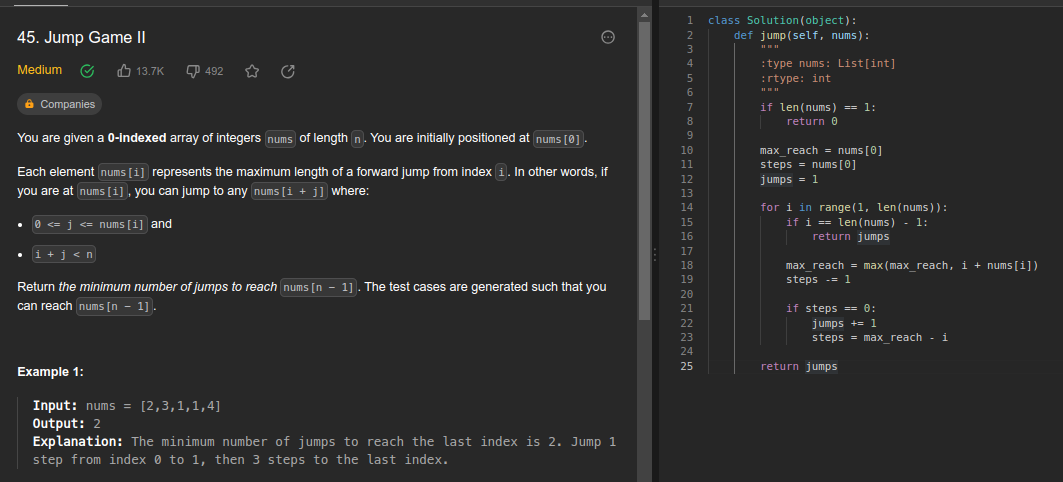 45. Jump Game II
Medium 13.7K 492
Companies
You are given a 0-indexed array of integers nums of length n. You are initially positioned at nums[0].
Each element nums[i] represents the maximum length of a forward jump from index i. In other words, if
you are at nums[i], you can jump to any nums[i + j] where:
• 0 <= j <= nums[i] and
• i + j < n
Return the minimum number of jumps to reach nums[n - 1]. The test cases are generated such that you
can reach nums[n - 1].
Example 1:
Input: nums = [2,3,1,1,4]
Output: 2
Explanation: The minimum number of jumps to reach the last index is 2. Jump 1
step from index 0 to 1, then 3 steps to the last index.
1 class Solution(object):
2     def jump(self, nums):
3         """
4         :type nums: List[int]
5         :rtype: int
6         """
7         if len(nums) == 1:
8             return 0
9
10         max_reach = nums[0]
11         steps = nums[0]
12         jumps = 1
13
14         for i in range(1, len(nums)):
15             if i == len(nums) - 1:
16                 return jumps
17
18             max_reach = max(max_reach, i + nums[i])
19             steps -= 1
20
21             if steps == 0:
22                 jumps += 1
23                 steps = max_reach - i
24
25         return jumps